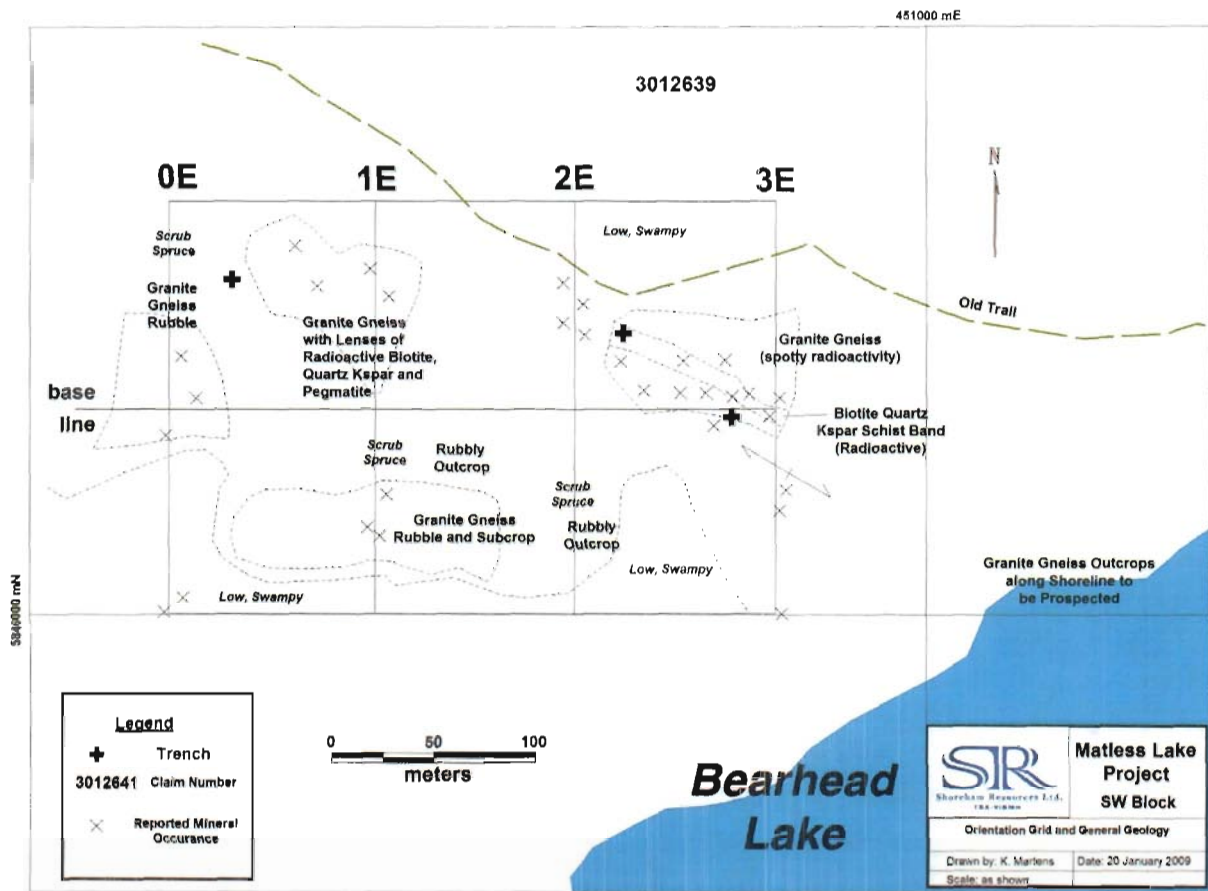 451000 mE
3012639
N
0E
1E
2E
3E
Scrub
Spruce
Low, Swampy
Granite
Gneiss
Rubble
Old Trail
Granite Gneiss
with Lenses of
Radioactive Biotite,
Quartz Kspar and
Pegmatite
Granite Gneiss
(spotty radioactivity)
base
line
Biotite Quartz
Kspar Schist Band
(Radioactive)
Scrub
Spruce
Rubbly
Outcrop
Scrub
Spruce
Granite Gneiss
Rubble and Subcrop
Rubbly
Outcrop
Low, Swampy
Granite Gneiss Outcrops
along Shoreline to
be Prospected
Low, Swampy
5846000 mN
Legend
Trench
3012641 Claim Number
Reported Mineral
Occurance
0 50 100
meters
Bearhead
Lake
SR
Shoreham Resources Ltd.
Matless Lake
Project
SW Block
Orientation Grid and General Geology
Drawn by: K. Martens
Date: 20 January 2009
Scale: as shown